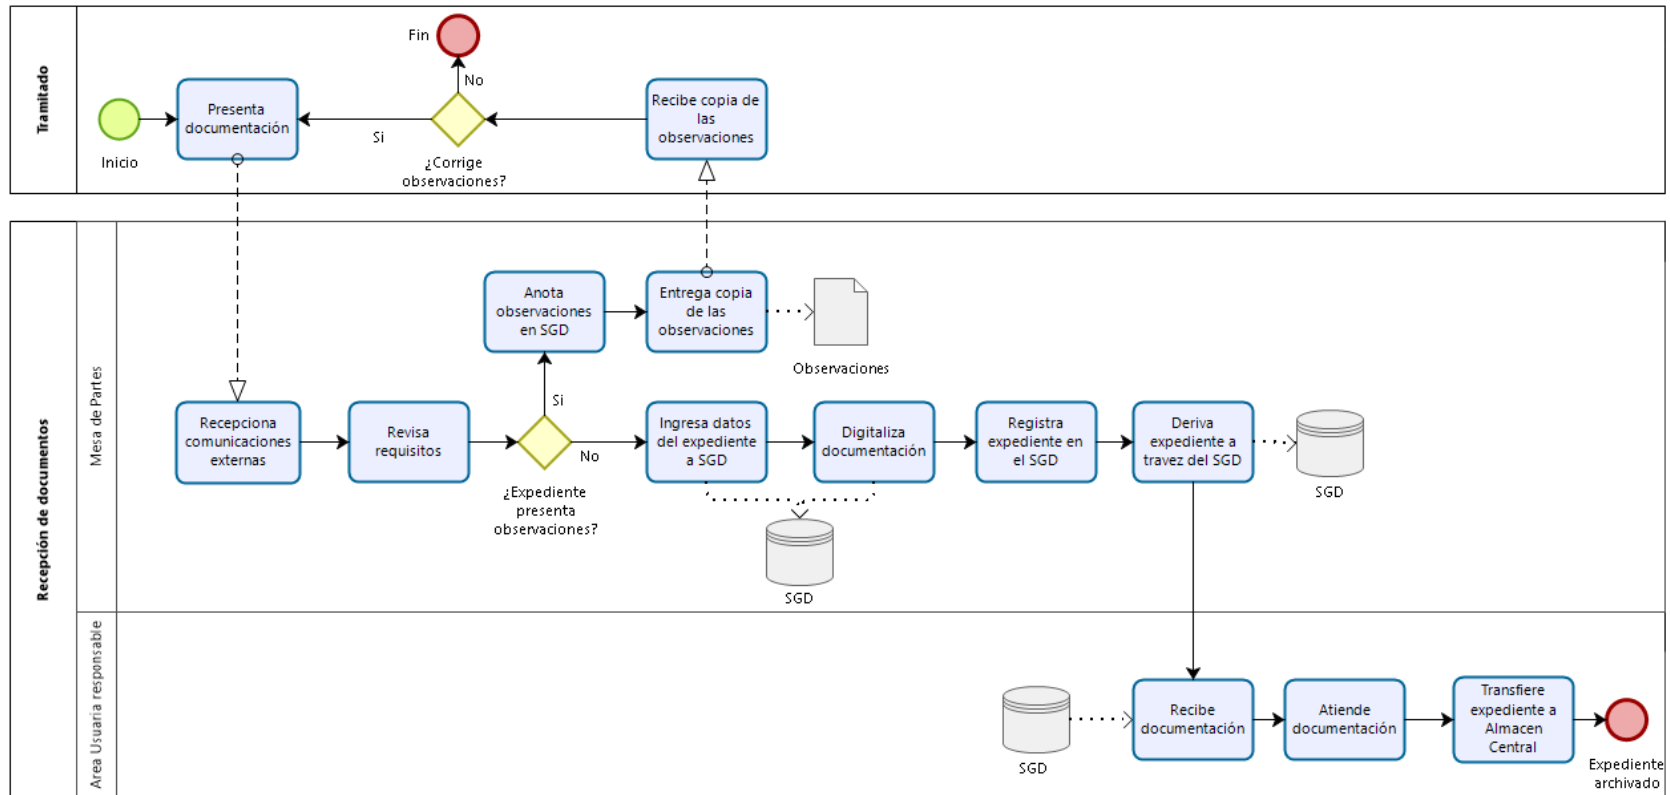 Tramitado
Inicio
Presenta
documentación
Si
Fin
No
¿Corrige
observaciones?
Recibe copia de
las
observaciones
Recepción de documentos
Mesa de Partes
Recepciona
comunicaciones
externas
Revisa
requisitos
¿Expediente
presenta
observaciones?
Si
No
Anota
observaciones
en SGD
Entrega copia
de las
observaciones
Observaciones
Ingresa datos
del expediente
a SGD
Digitaliza
documentación
SGD
Registra
expediente en
el SGD
Deriva
expediente a
travez del SGD
SGD
Area Usuaria responsable
SGD
Recibe
documentación
Atiende
documentación
Transfiere
expediente a
Almacen
Central
Expediente
archivado